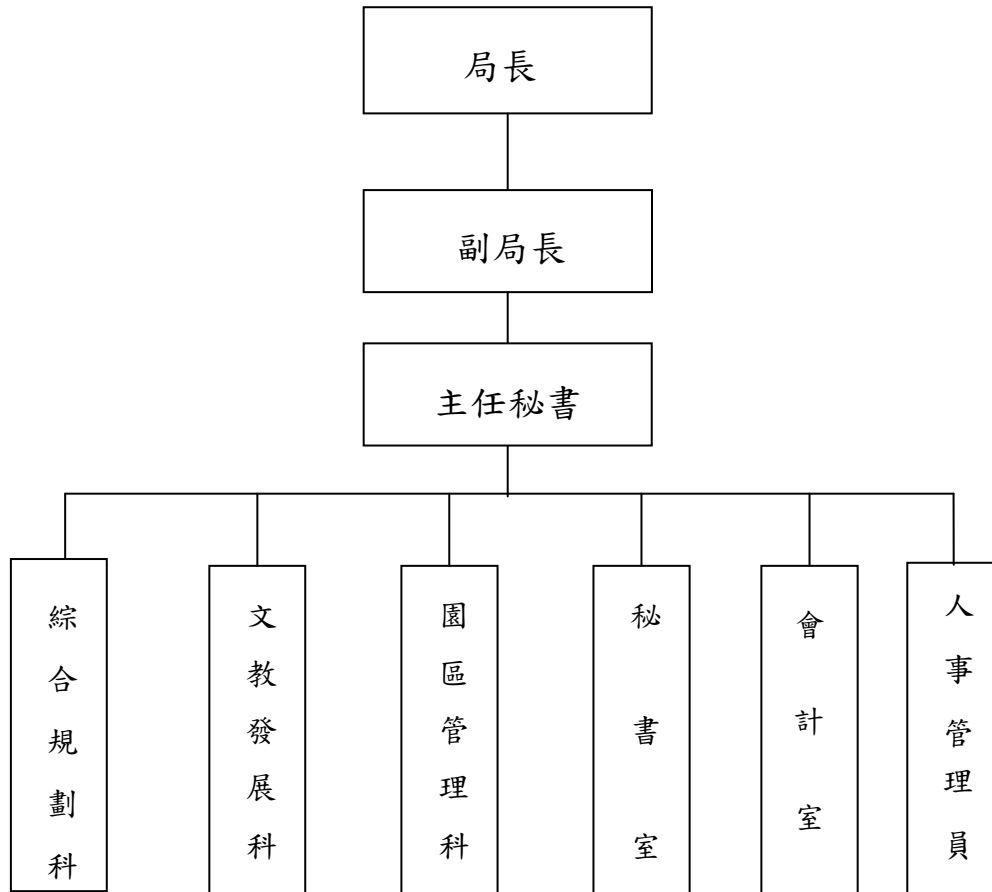 局長
副局長
主任秘書
綜合規劃科
文教發展科
園區管理科
秘書室
會計室
人事管理員